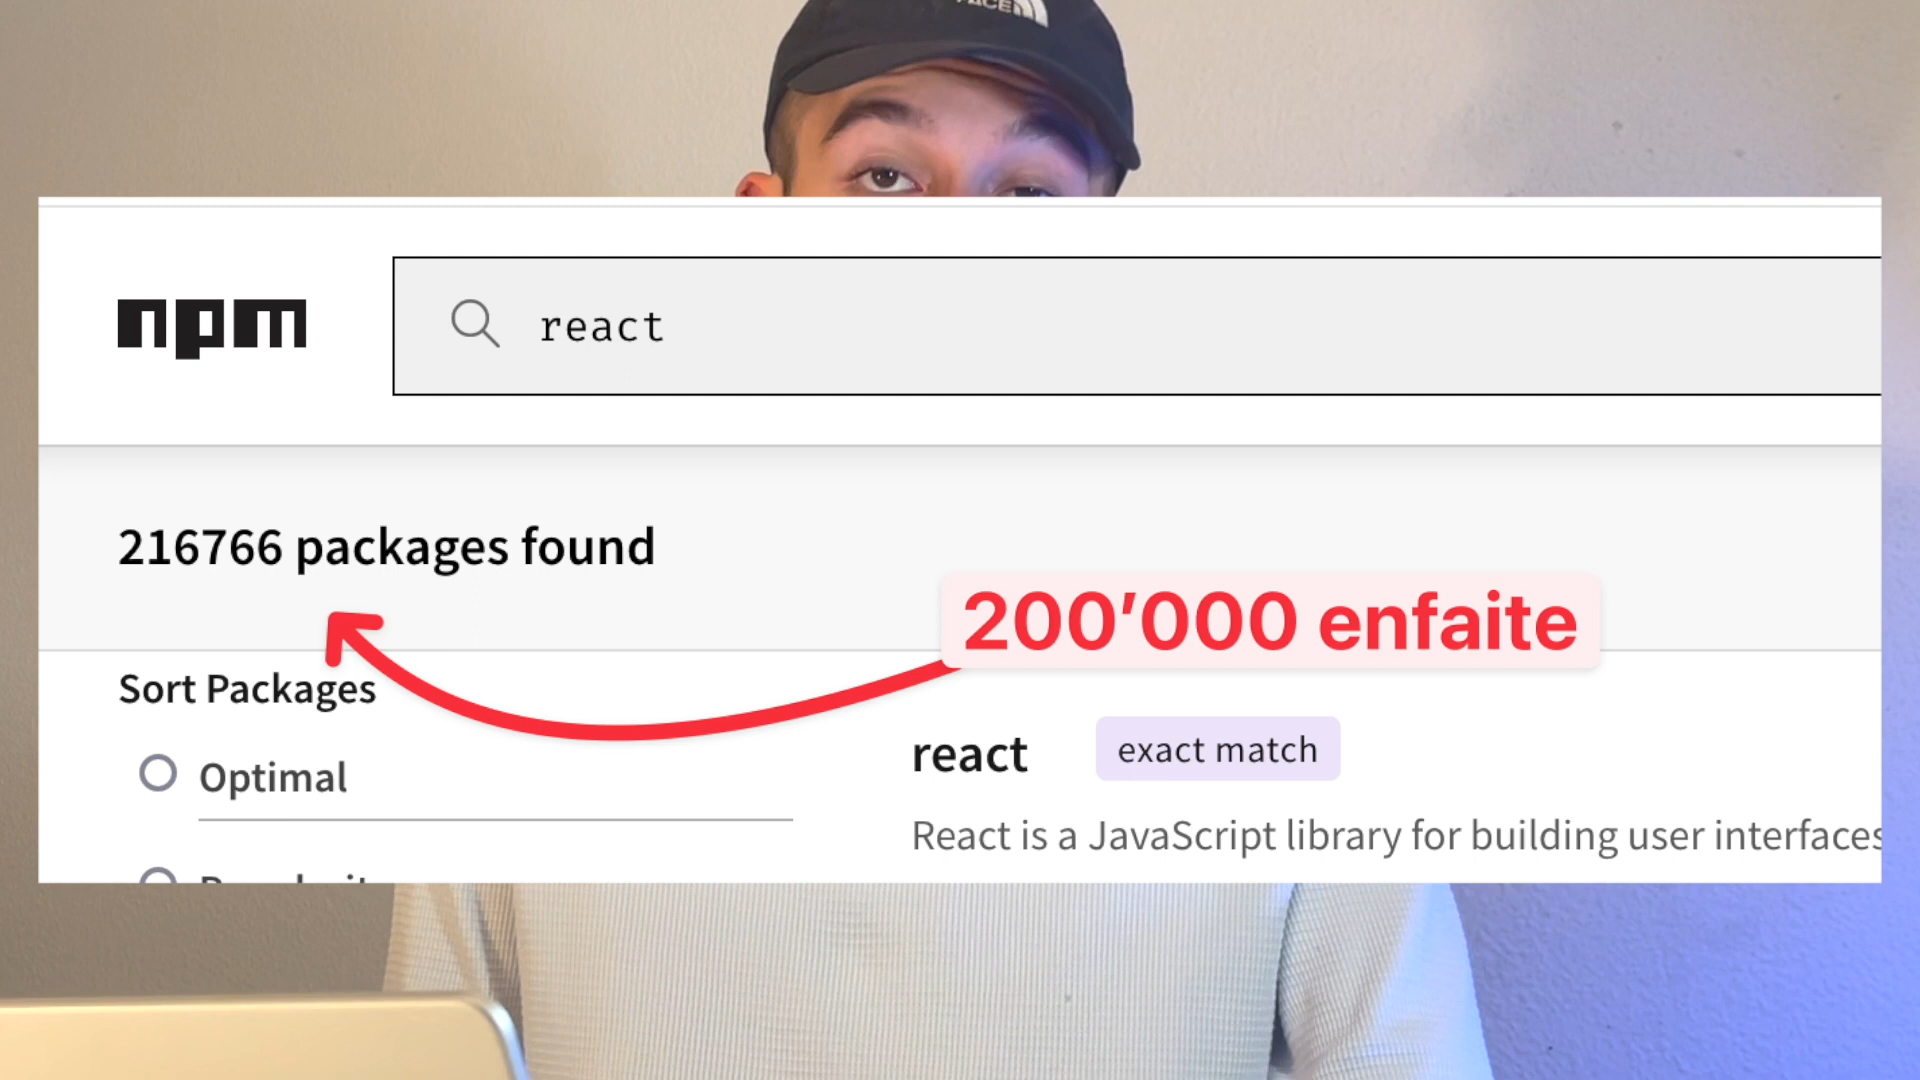 npm
react
216766 packages found
200’000 enfaite
Sort Packages
Optimal
react
exact match
React is a JavaScript library for building user interfaces